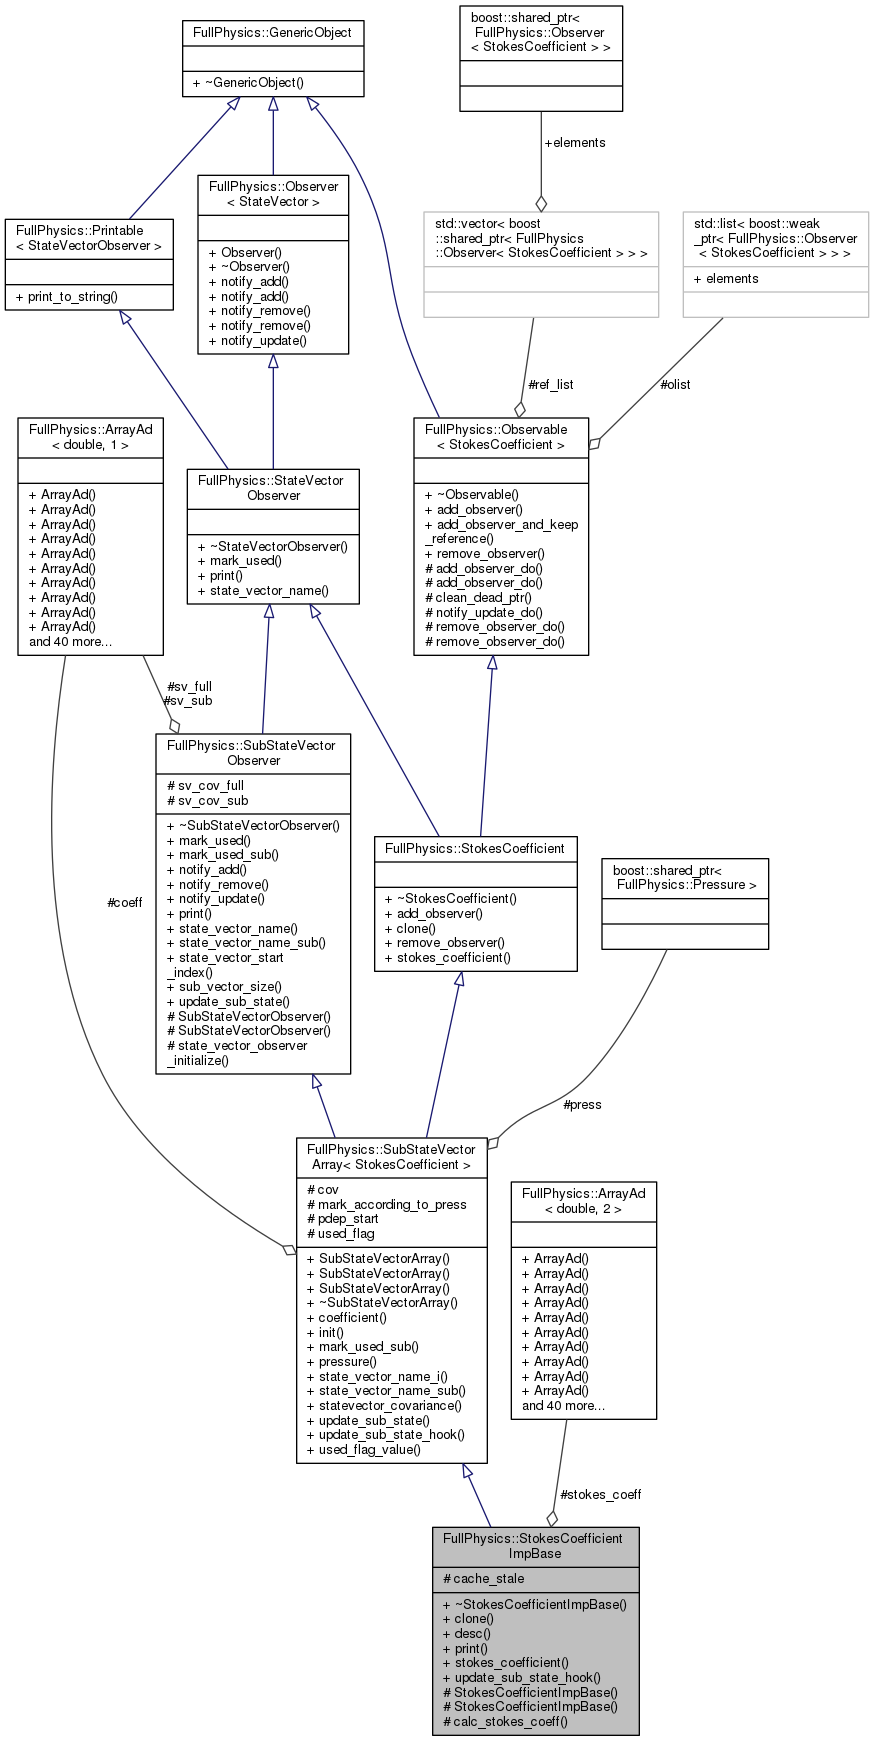 FullPhysics::GenericObject
+ ~GenericObject()
boost::shared_ptr<
FullPhysics::Observer
< StokesCoefficient > >
+elements
FullPhysics::Observer
< StateVector >
+ Observer()
+ ~Observer()
+ notify_add()
+ notify_add()
+ notify_remove()
+ notify_remove()
+ notify_update()
FullPhysics::Printable
< StateVectorObserver >
+ print_to_string()
std::vector< boost
::shared_ptr< FullPhysics
::Observer< StokesCoefficient > > >
std::list< boost::weak
_ptr< FullPhysics::Observer
< StokesCoefficient > > >
+ elements
#ref_list
#olist
FullPhysics::ArrayAd
< double, 1 >
+ ArrayAd()
+ ArrayAd()
+ ArrayAd()
+ ArrayAd()
+ ArrayAd()
+ ArrayAd()
+ ArrayAd()
+ ArrayAd()
+ ArrayAd()
+ ArrayAd()
and 40 more...
FullPhysics::StateVector
Observer
+ ~StateVectorObserver()
+ mark_used()
+ print()
+ state_vector_name()
FullPhysics::Observable
< StokesCoefficient >
+ ~Observable()
+ add_observer()
+ add_observer_and_keep
_reference()
+ remove_observer()
# add_observer_do()
# add_observer_do()
# clean_dead_ptr()
# notify_update_do()
# remove_observer_do()
# remove_observer_do()
#sv_full
#sv_sub
FullPhysics::SubStateVector
Observer
# sv_cov_full
# sv_cov_sub
+ ~SubStateVectorObserver()
+ mark_used()
+ mark_used_sub()
+ notify_add()
+ notify_remove()
+ notify_update()
+ print()
+ state_vector_name()
+ state_vector_name_sub()
+ state_vector_start
_index()
+ sub_vector_size()
+ update_sub_state()
# SubStateVectorObserver()
# SubStateVectorObserver()
# state_vector_observer
_initialize()
#coeff
FullPhysics::StokesCoefficient
+ ~StokesCoefficient()
+ add_observer()
+ clone()
+ remove_observer()
+ stokes_coefficient()
boost::shared_ptr<
FullPhysics::Pressure >
#press
FullPhysics::SubStateVector
Array< StokesCoefficient >
# cov
# mark_according_to_press
# pdep_start
# used_flag
+ SubStateVectorArray()
+ SubStateVectorArray()
+ SubStateVectorArray()
+ ~SubStateVectorArray()
+ coefficient()
+ init()
+ mark_used_sub()
+ pressure()
+ state_vector_name_i()
+ state_vector_name_sub()
+ statevector_covariance()
+ update_sub_state()
+ update_sub_state_hook()
+ used_flag_value()
FullPhysics::ArrayAd
< double, 2 >
+ ArrayAd()
+ ArrayAd()
+ ArrayAd()
+ ArrayAd()
+ ArrayAd()
+ ArrayAd()
+ ArrayAd()
+ ArrayAd()
+ ArrayAd()
+ ArrayAd()
and 40 more...
#stokes_coeff
FullPhysics::StokesCoefficient
ImpBase
# cache_stale
+ ~StokesCoefficientImpBase()
+ clone()
+ desc()
+ print()
+ stokes_coefficient()
+ update_sub_state_hook()
# StokesCoefficientImpBase()
# StokesCoefficientImpBase()
# calc_stokes_coeff()